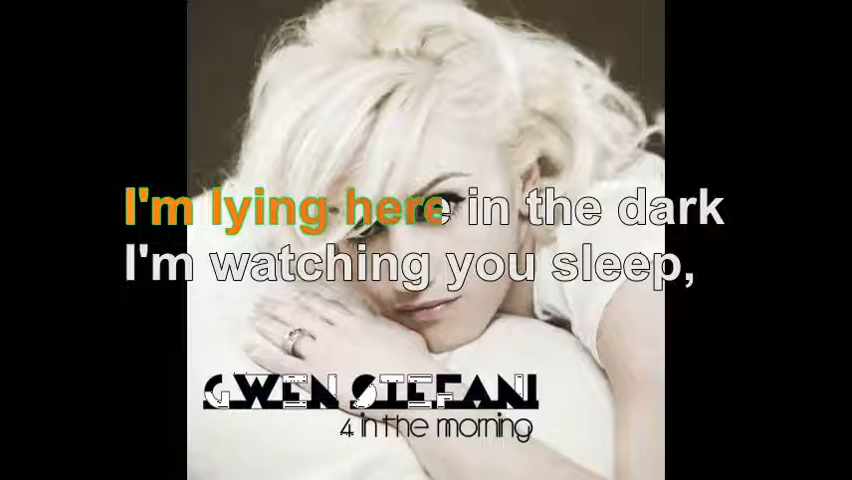 I'm lying here in the dark
I'm watching you sleep,
GWEN STEFANI
4 in the morning